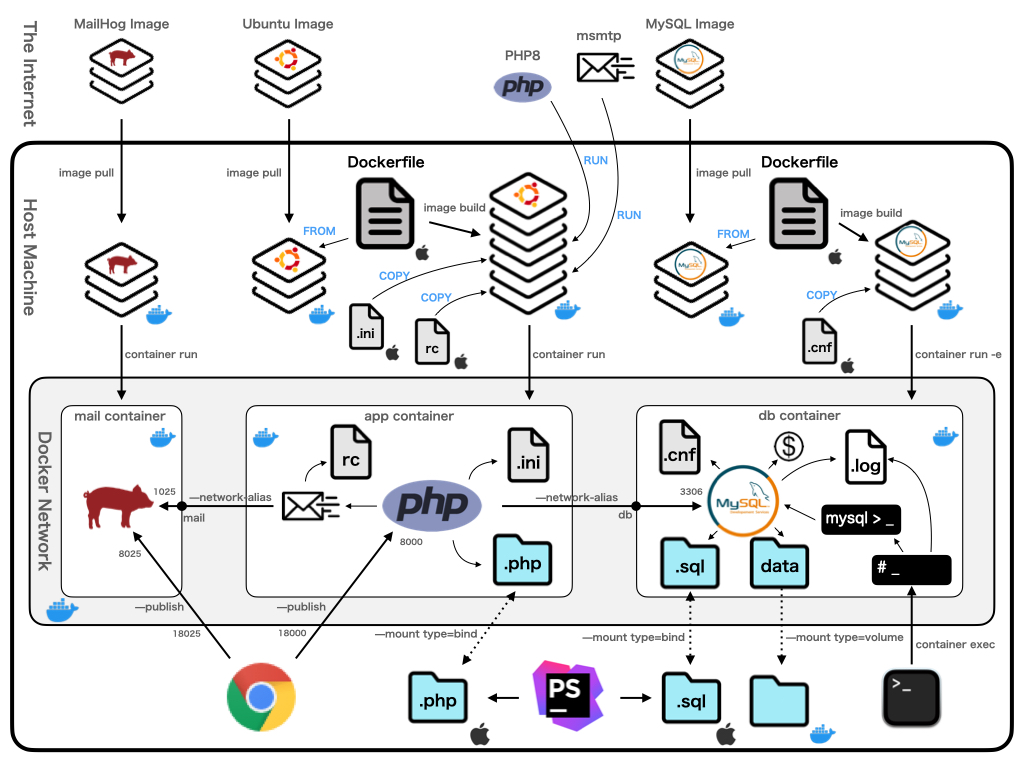 The Internet
MailHog Image
Ubuntu Image
PHP8
php
msmtp
MySQL Image
MySQL
Host Machine
image pull
image pull
Dockerfile
RUN
RUN
image pull
Dockerfile
image build
image build
FROM
COPY
COPY
FROM
COPY
MySQL
MySQL
.ini
rc
.cnf
container run
container run
container run -e
Docker Network
mail container
app container
db container
rc
.ini
.cnf
$
.log
1025
—network-alias
mail
php
—network-alias
db
3306
MySQL
mysql > _
8025
8000
.php
.sql
data
# _
—publish
—publish
18025
18000
—mount type=bind
—mount type=bind
—mount type=volume
container exec
.php
PS
.sql
>_